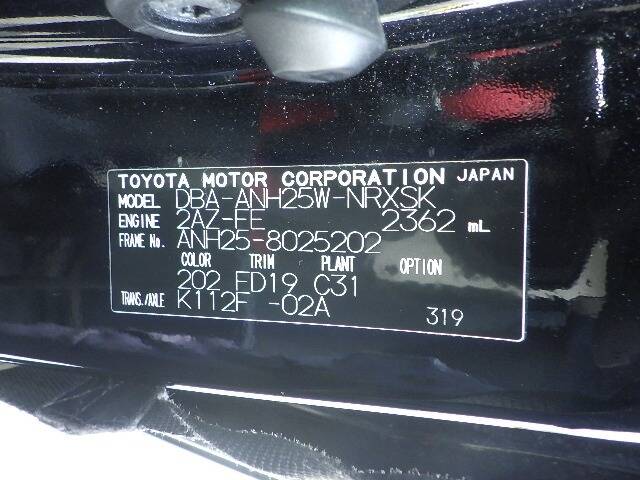 TOYOTA MOTOR CORPORATION JAPAN
MODEL DBA-ANH25W-NRXSK
ENGINE 2AZ-FE 2362 mL
FRAME No. ANH25-8025202
COLOR TRIM PLANT OPTION
202 ED19 C31
TRANS./AXLE K112F -02A
319